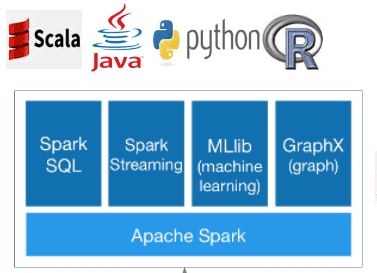 Scala
Java
python
R
Spark
SQL
Spark
Streaming
MLlib
(machine
learning)
GraphX
(graph)
Apache Spark